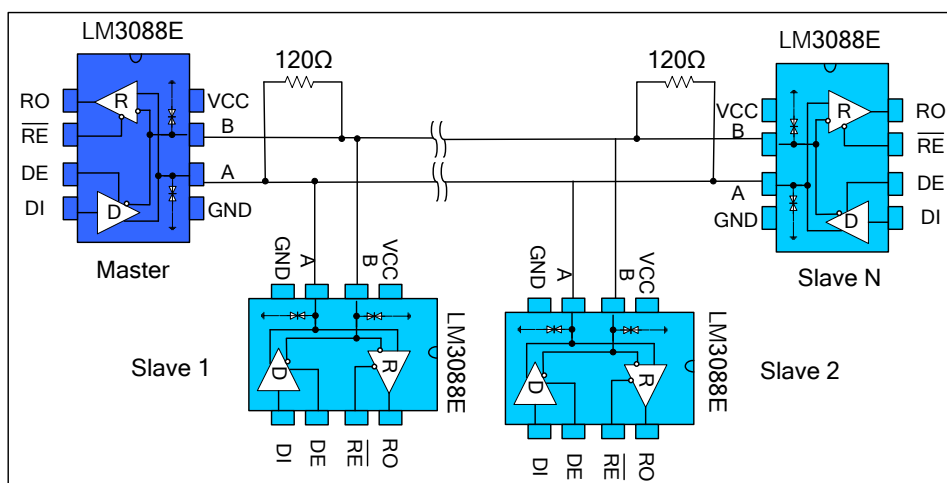 LM3088E
RO
R
VCC
RE
B
DE
A
DI
D
GND
Master
120Ω
120Ω
LM3088E
VCC
R
RO
B
RE
A
DE
GND
D
DI
Slave N
GND
A
B
VCC
LM3088E
D
R
Slave 1
DI
DE
RE
RO
GND
A
B
VCC
LM3088E
D
R
Slave 2
DI
DE
RE
RO